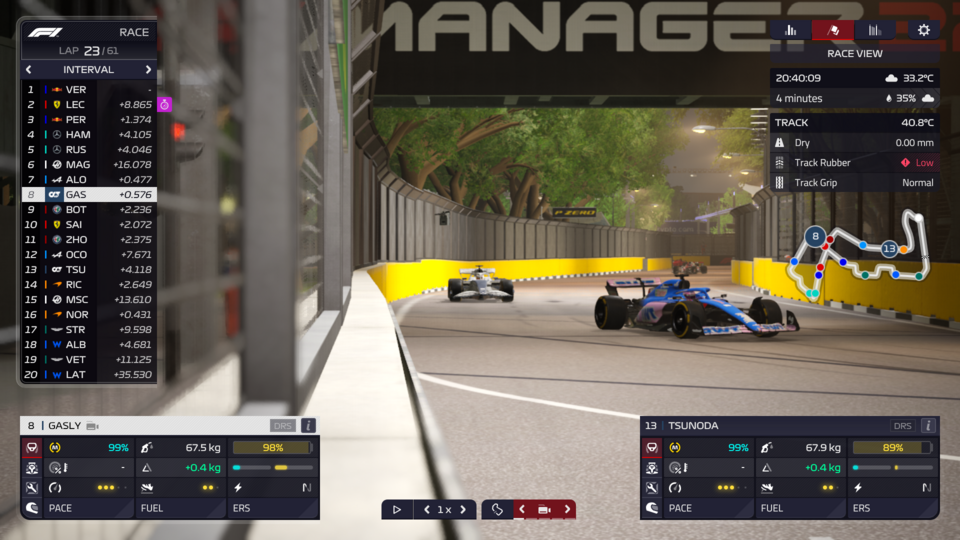 MANAGER 22
F1 RACE
LAP 23 / 61
INTERVAL
1 VER -
2 LEC +8.865
3 PER +1.374
4 HAM +4.105
5 RUS +4.046
6 MAG +16.078
7 ALO +0.477
8 GAS +0.576
9 BOT +2.236
10 SAI +2.072
11 ZHO +2.375
12 OCO +7.671
13 TSU +4.118
14 RIC +2.649
15 MSC +13.610
16 NOR +0.431
17 STR +9.598
18 ALB +4.681
19 VET +11.125
20 LAT +35.530
RACE VIEW
20:40:09 33.2°C
4 minutes 35%
TRACK 40.8°C
Dry 0.00 mm
Track Rubber Low
Track Grip Normal
8
13
P ZERO
8 GASLY DRS i
M 99% 67.5 kg 98%
- +0.4 kg
N
PACE FUEL ERS
1x
13 TSUNODA DRS i
M 99% 67.9 kg 89%
- +0.4 kg
N
PACE FUEL ERS